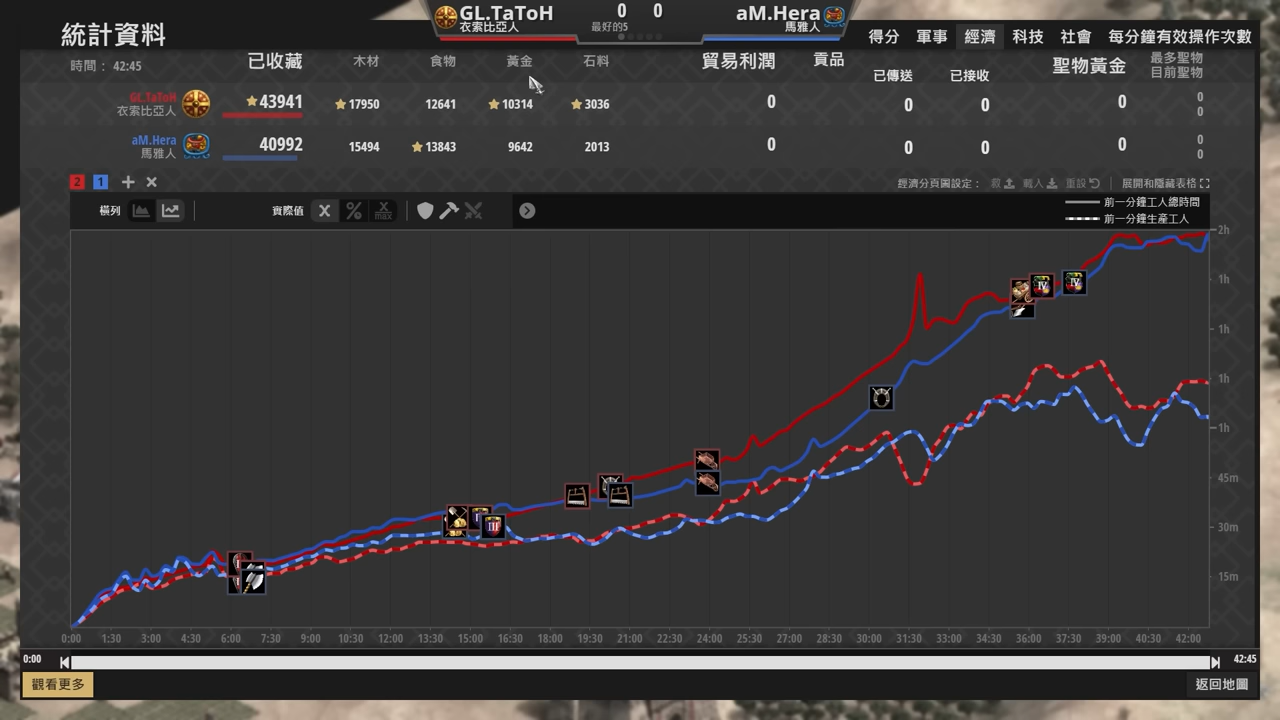 GL.TaToH
衣索比亞人
0 0
最好的5
aM.Hera
馬雅人
統計資料
得分 軍事 經濟 科技 社會 每分鐘有效操作次數
時間： 42:45
已收藏 木材 食物 黃金 石料 貿易利潤 貢品 已傳送 已接收 聖物黃金 最多聖物
目前聖物
GL.TaToH
衣索比亞人
43941 17950 12641 10314 3036 0 0 0 0 0
0
aM.Hera
馬雅人
40992 15494 13843 9642 2013 0 0 0 0 0
0
2 1
經濟分頁圖設定： 載入 重設 展開和隱藏表格
橫列 實際值 X % X
max
前一分鐘工人總時間
前一分鐘生產工人
2h
1h
1h
1h
1h
45m
30m
15m
III
IV
IV
0:00 1:30 3:00 4:30 6:00 7:30 9:00 10:30 12:00 13:30 15:00 16:30 18:00 19:30 21:00 22:30 24:00 25:30 27:00 28:30 30:00 31:30 33:00 34:30 36:00 37:30 39:00 40:30 42:00
0:00 42:45
觀看更多 返回地圖